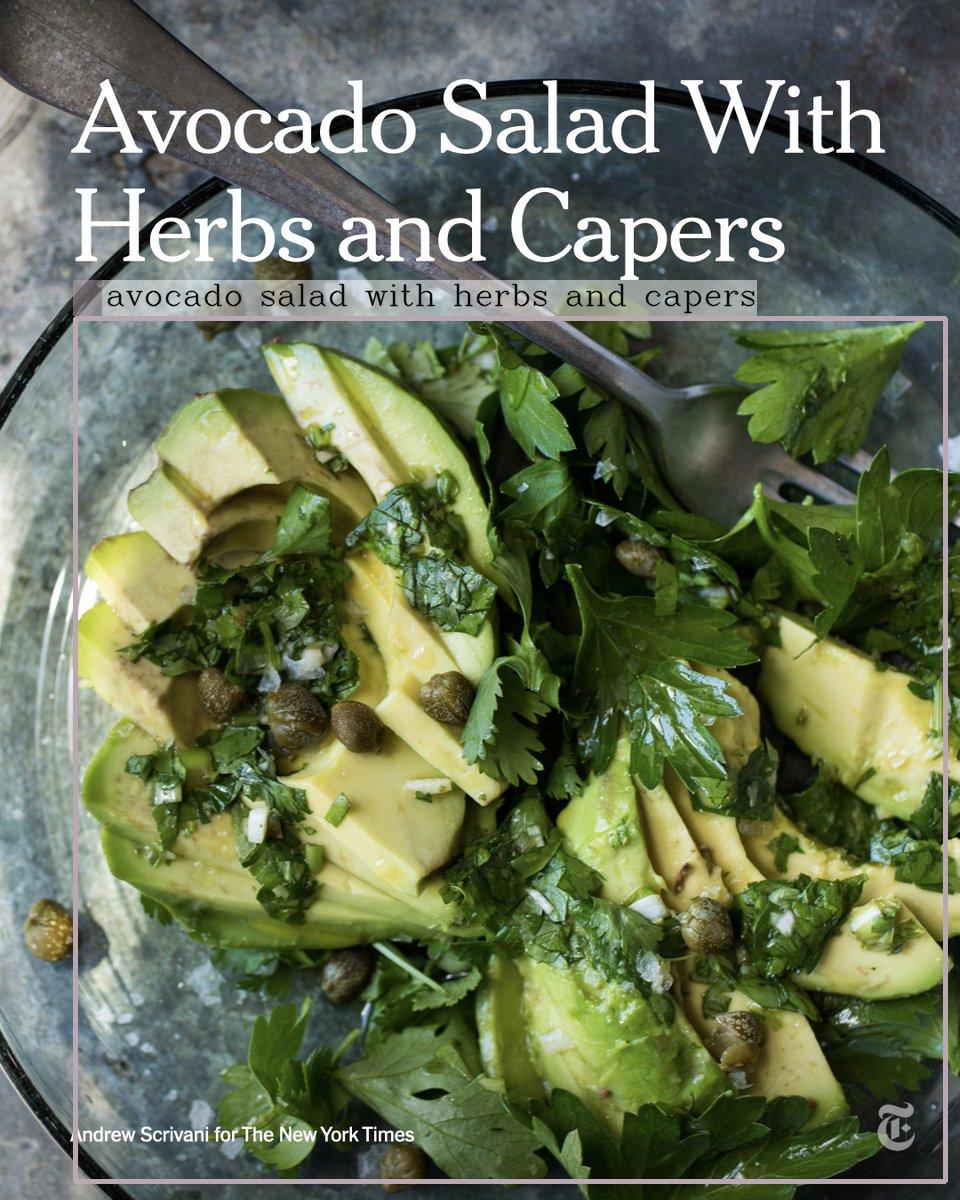 Avocado Salad With
Herbs and Capers
avocado salad with herbs and capers
Andrew Scrivani for The New York Times
T